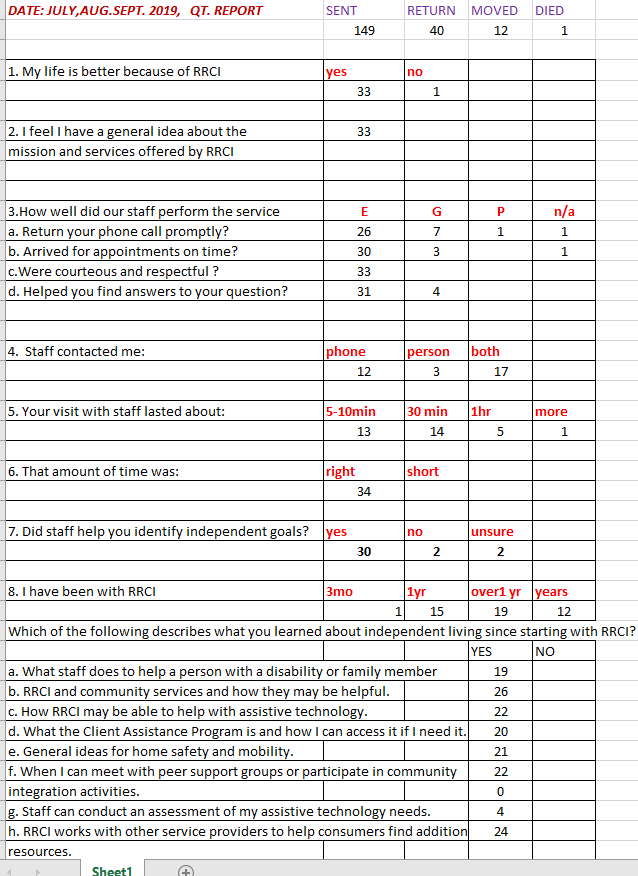 DATE: JULY,AUG.SEPT. 2019, QT. REPORT SENT RETURN MOVED DIED
149 40 12 1
1. My life is better because of RRCI yes no
33 1
2. I feel I have a general idea about the 33
mission and services offered by RRCI
3.How well did our staff perform the service E G P n/a
a. Return your phone call promptly? 26 7 1 1
b. Arrived for appointments on time? 30 3 1
c.Were courteous and respectful ? 33
d. Helped you find answers to your question? 31 4
4. Staff contacted me: phone person both
12 3 17
5. Your visit with staff lasted about: 5-10min 30 min 1hr more
13 14 5 1
6. That amount of time was: right short
34
7. Did staff help you identify independent goals? yes no unsure
30 2 2
8. I have been with RRCI 3mo 1yr over1 yr years
1 15 19 12
Which of the following describes what you learned about independent living since starting with RRCI?
YES NO
a. What staff does to help a person with a disability or family member 19
b. RRCI and community services and how they may be helpful. 26
c. How RRCI may be able to help with assistive technology. 22
d. What the Client Assistance Program is and how I can access it if I need it. 20
e. General ideas for home safety and mobility. 21
f. When I can meet with peer support groups or participate in community 22
integration activities. 0
g. Staff can conduct an assessment of my assistive technology needs. 4
h. RRCI works with other service providers to help consumers find addition 24
resources.
Sheet1